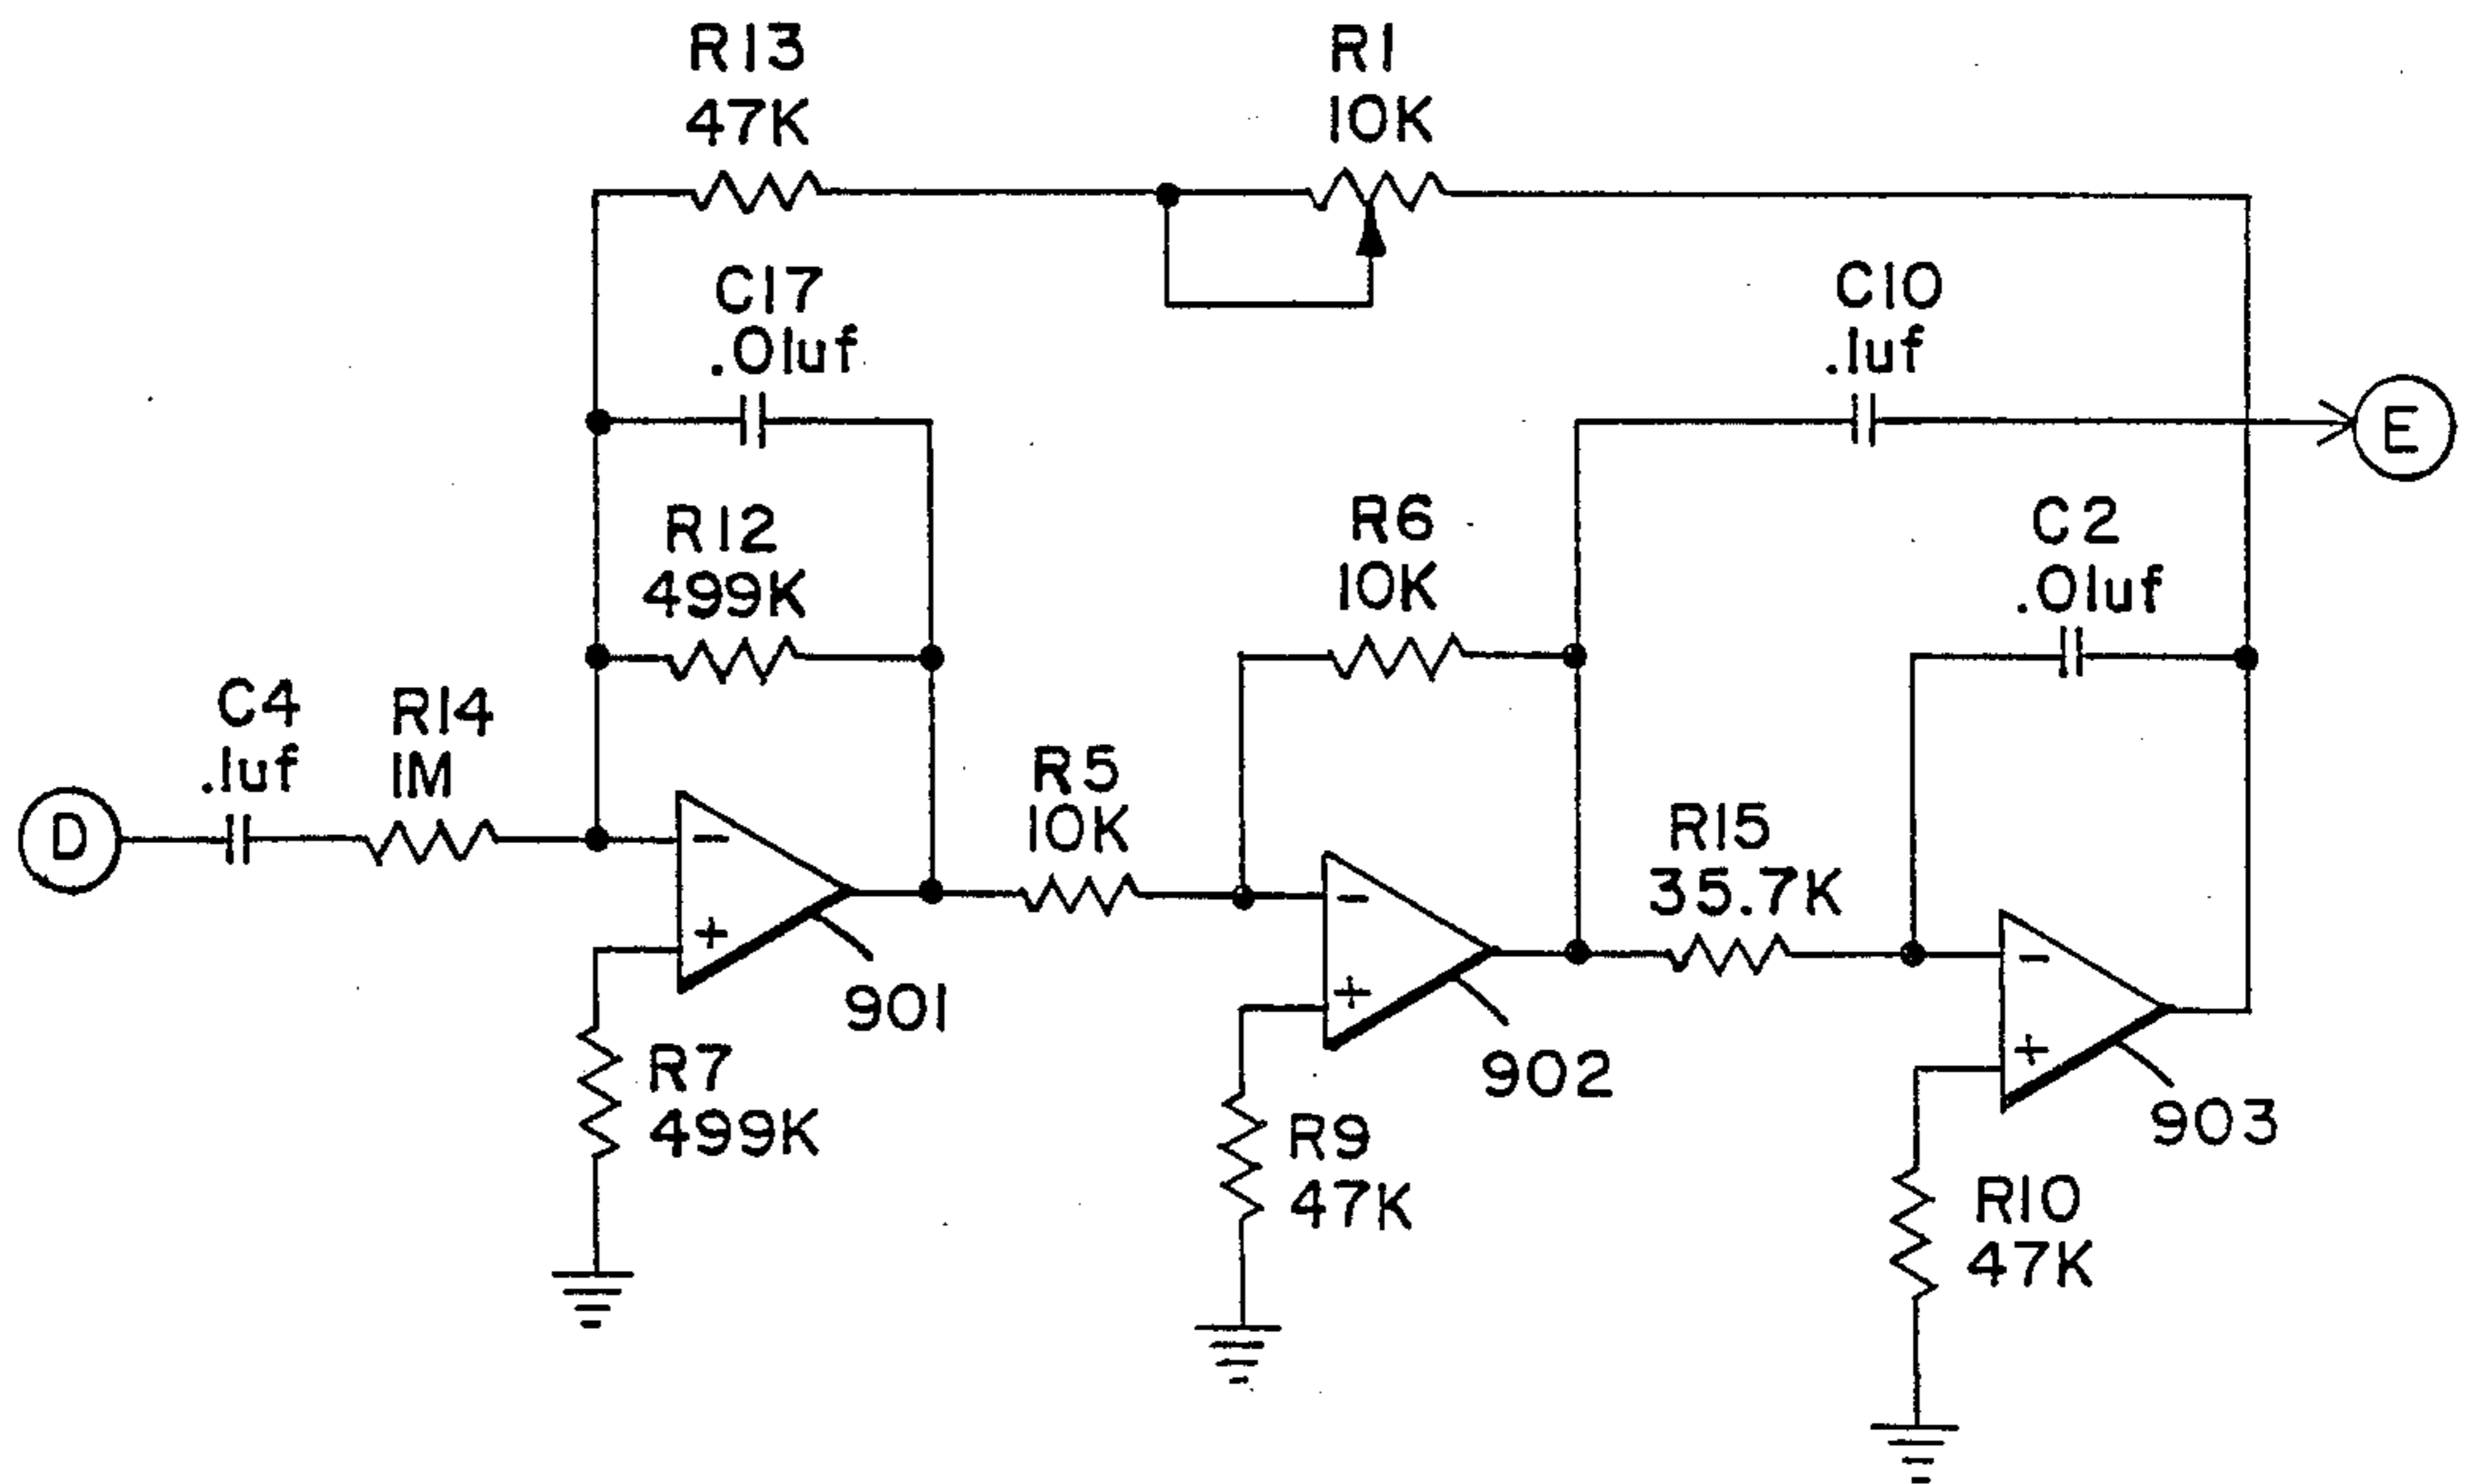 R13
47K
R1
10K
C17
.01uf
C10
.1uf
E
R12
499K
R6
10K
C2
.01uf
C4
.1uf
R14
1M
R5
10K
R15
35.7K
D
-
+
901
-
+
902
-
+
903
R7
499K
R9
47K
R10
47K